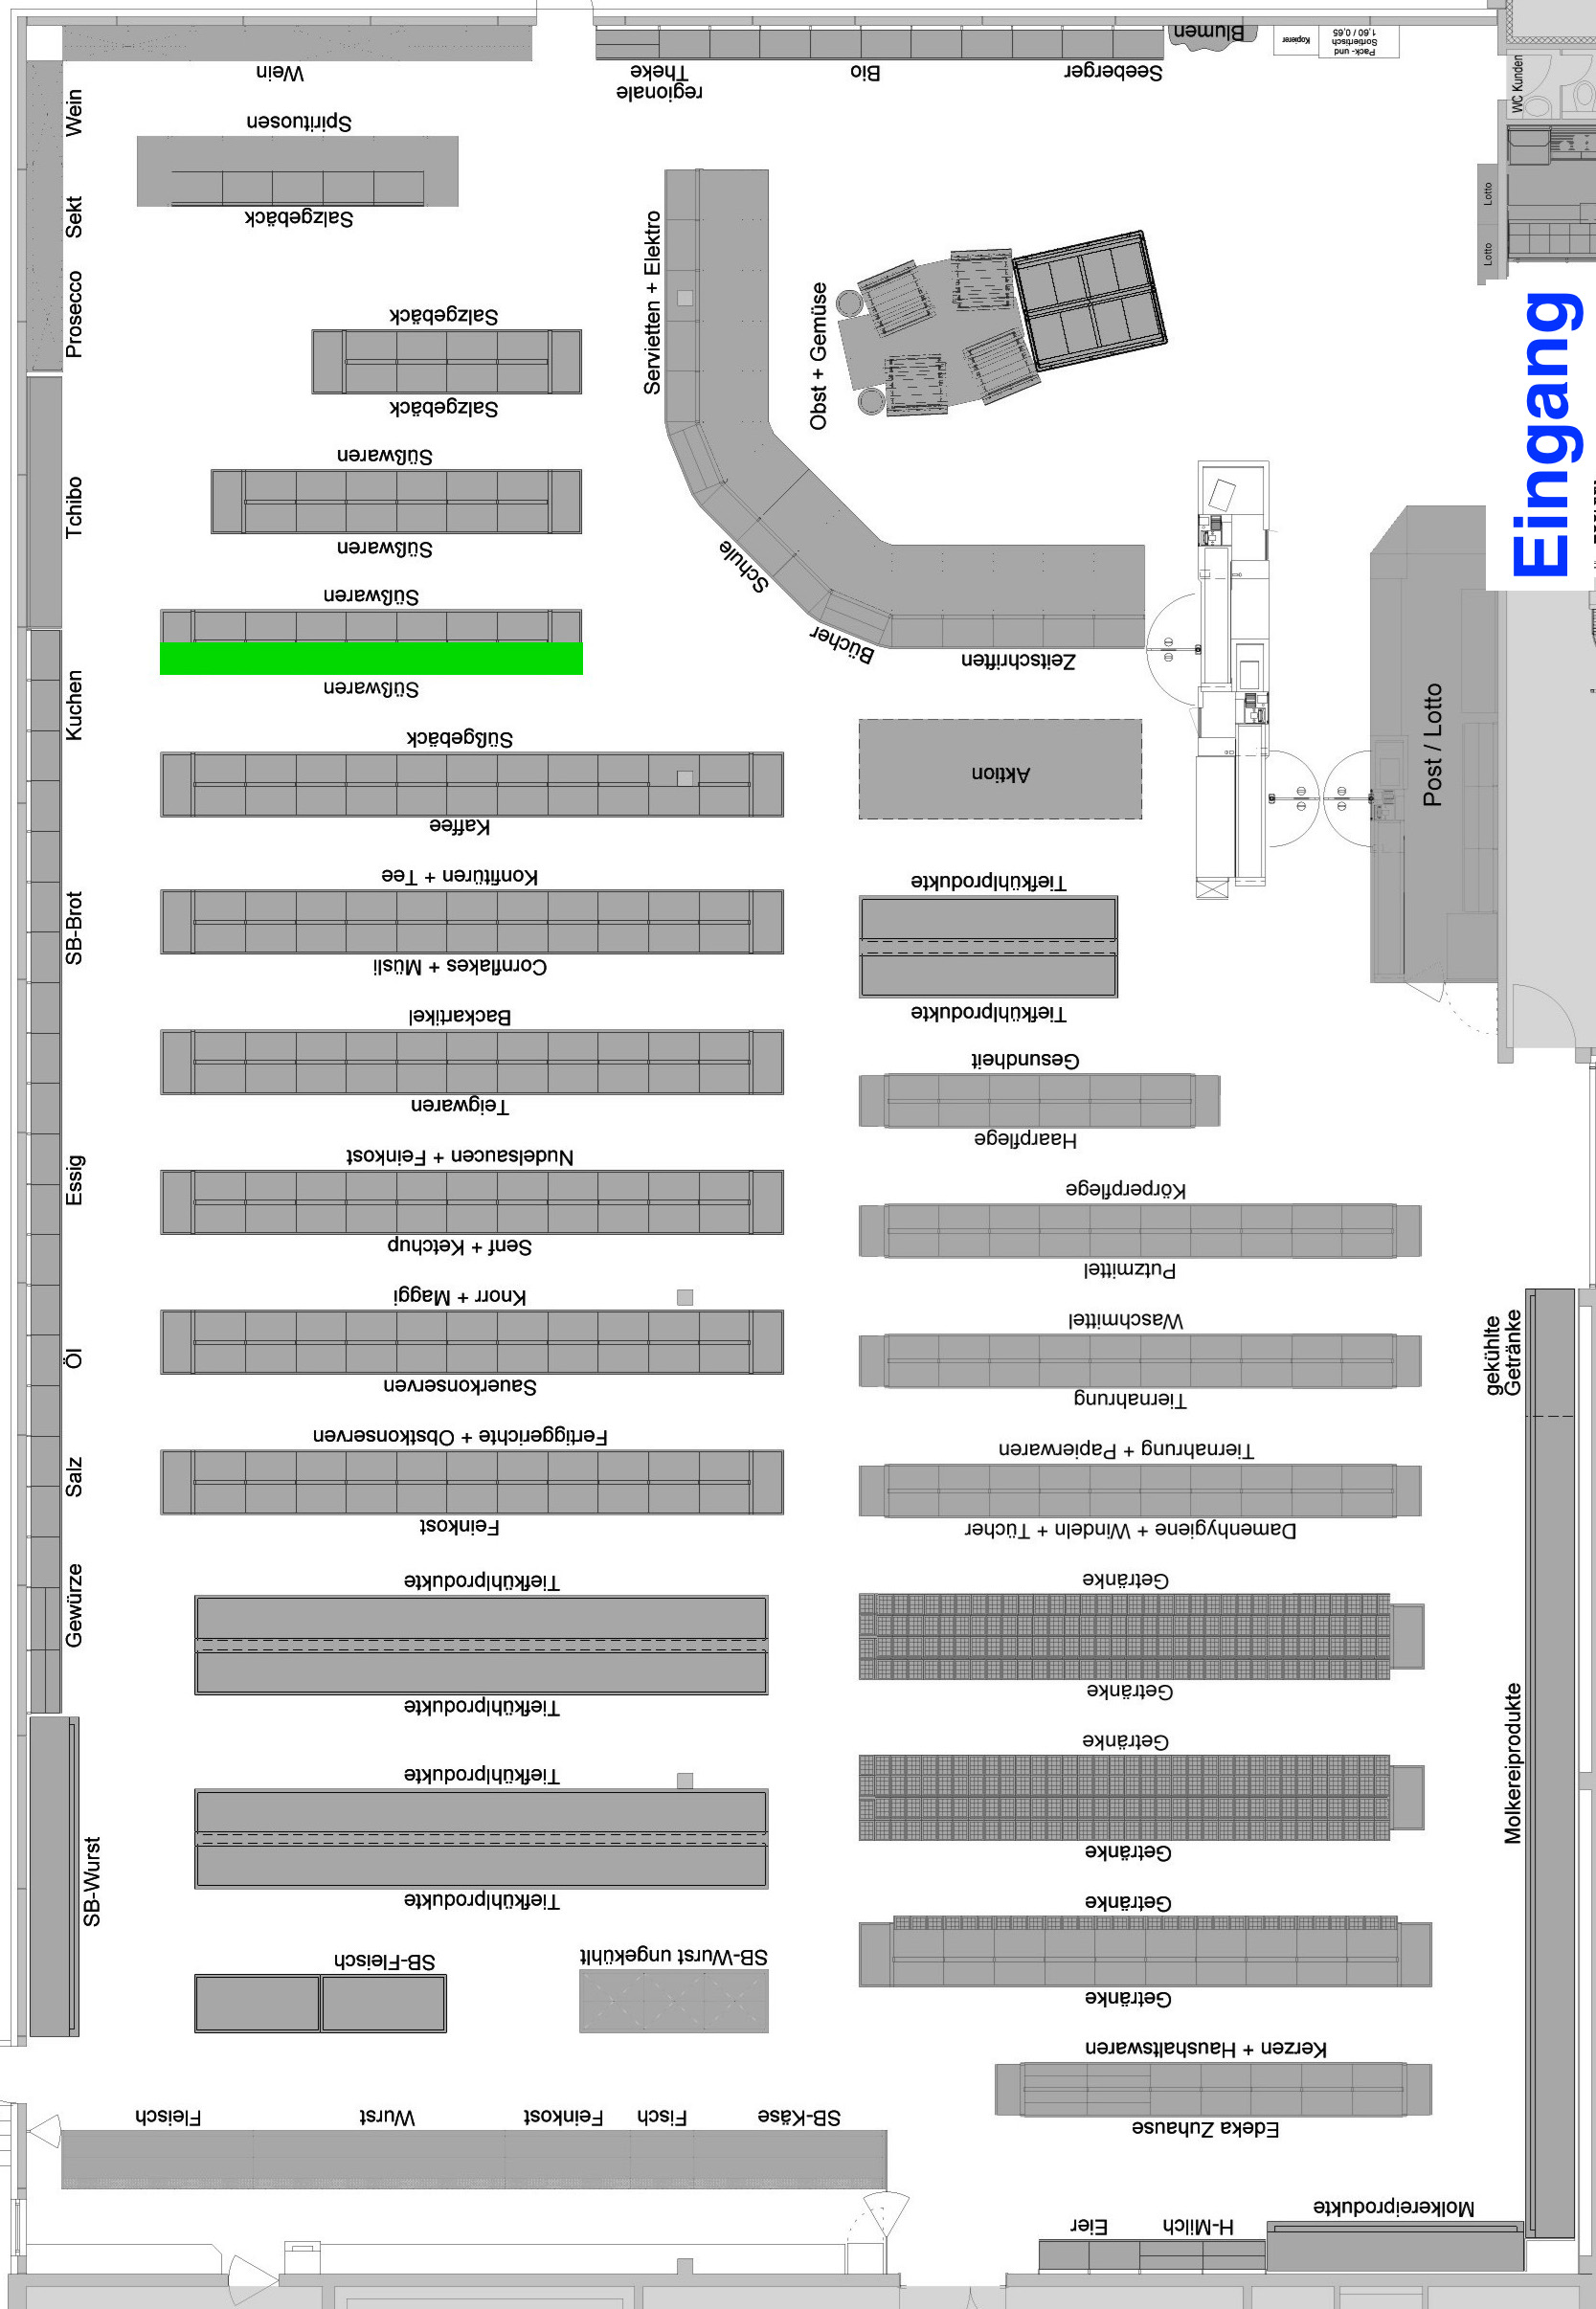 Wein
regionale
Theke
Bio
Seeberger
Blumen
Kopierer
Pack- und
Sortiertisch
1,60 / 0,65
WC Kunden
Wein
Sekt
Prosecco
Tchibo
Kuchen
SB-Brot
Essig
Öl
Salz
Gewürze
SB-Wurst
Spirituosen
Salzgebäck
Salzgebäck
Salzgebäck
Süßwaren
Süßwaren
Süßwaren
Süßwaren
Süßgebäck
Kaffee
Konfitüren + Tee
Cornflakes + Müsli
Backartikel
Teigwaren
Nudelsaucen + Feinkost
Senf + Ketchup
Knorr + Maggi
Sauerkonserven
Fertiggerichte + Obstkonserven
Feinkost
Tiefkühlprodukte
Tiefkühlprodukte
Tiefkühlprodukte
Tiefkühlprodukte
SB-Fleisch
SB-Wurst ungekühlt
Fleisch
Wurst
Feinkost
Fisch
SB-Käse
Servietten + Elektro
Schule
Bücher
Zeitschriften
Obst + Gemüse
Lotto
Lotto
Eingang
Post / Lotto
Aktion
Tiefkühlprodukte
Tiefkühlprodukte
Gesundheit
Haarpflege
Körperpflege
Putzmittel
Waschmittel
Tiernahrung
Tiernahrung + Papierwaren
Damenhygiene + Windeln + Tücher
Getränke
Getränke
Getränke
Getränke
Getränke
Getränke
Kerzen + Haushaltswaren
Edeka Zuhause
gekühlte
Getränke
Molkereiprodukte
Molkereiprodukte
Eier
H-Milch